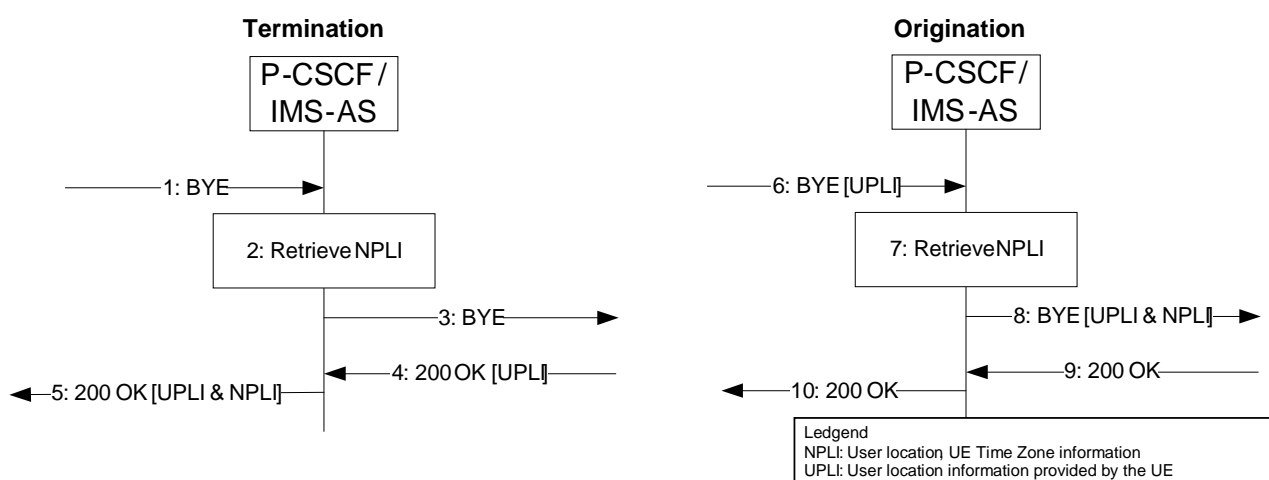 Termination
P-CSCF/
IMS-AS
1: BYE
2: Retrieve NPLI
3: BYE
4: 200 OK [UPLI]
5: 200 OK [UPLI & NPLI]
Origination
P-CSCF/
IMS-AS
6: BYE [UPLI]
7: RetrieveNPLI
8: BYE [UPLI & NPLI]
9: 200 OK
10: 200 OK
Ledgend
NPLI: User location, UE Time Zone information
UPLI: User location information provided by the UE